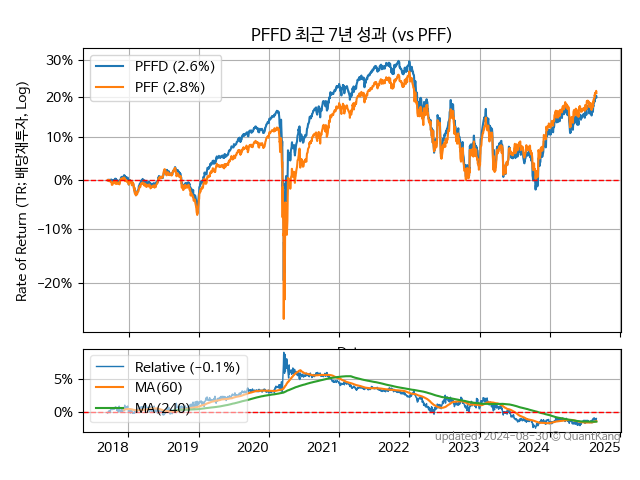 PFFD 최근 7년 성과 (vs PFF)
Rate of Return (TR: 배당재투자, Log)
30%
20%
10%
0%
−10%
−20%
PFFD (2.6%)
PFF (2.8%)
5%
0%
Relative (−0.1%)
MA(60)
MA(240)
updated: 2024-08-30 © QuantKang
2018 2019 2020 2021 2022 2023 2024 2025